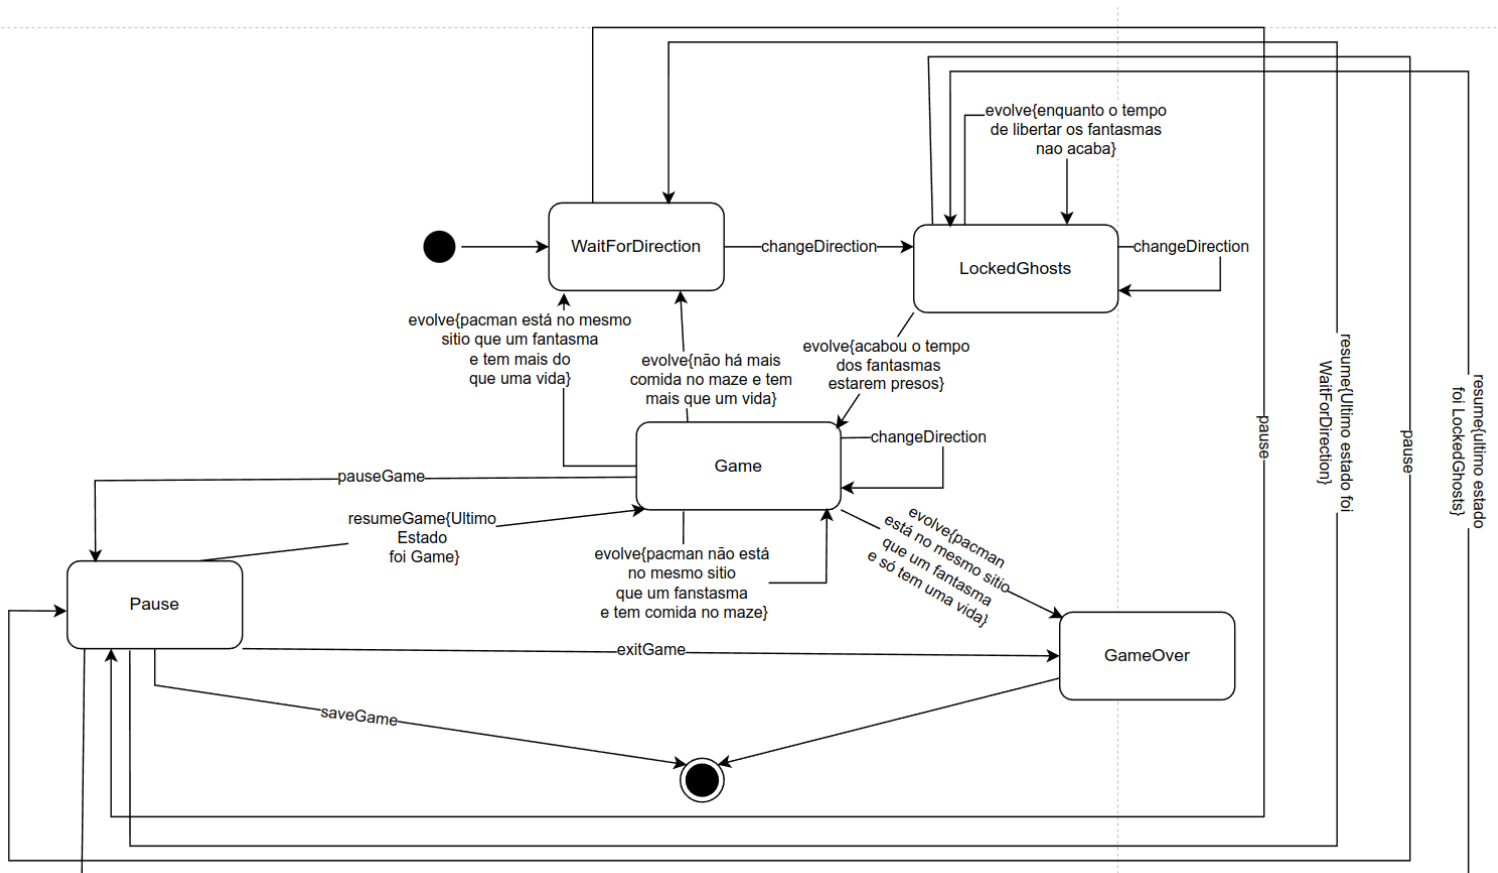 evolve{enquanto o tempo
de libertar os fantasmas
nao acaba}
WaitForDirection
changeDirection
LockedGhosts
changeDirection
evolve{pacman está no mesmo
sitio que um fantasma
e tem mais do
que uma vida}
evolve{não há mais
comida no maze e tem
mais que um vida}
evolve{acabou o tempo
dos fantasmas
estarem presos}
resume{Ultimo estado foi
WaitForDirection}
resume{ultimo estado
foi LockedGhosts}
pause
pause
changeDirection
Game
pauseGame
resumeGame{Ultimo
Estado
foi Game}
evolve{pacman não está
no mesmo sitio
que um fanstasma
e tem comida no maze}
evolve{pacman
está no mesmo sitio
que um fantasma
e só tem uma vida}
Pause
exitGame
GameOver
saveGame